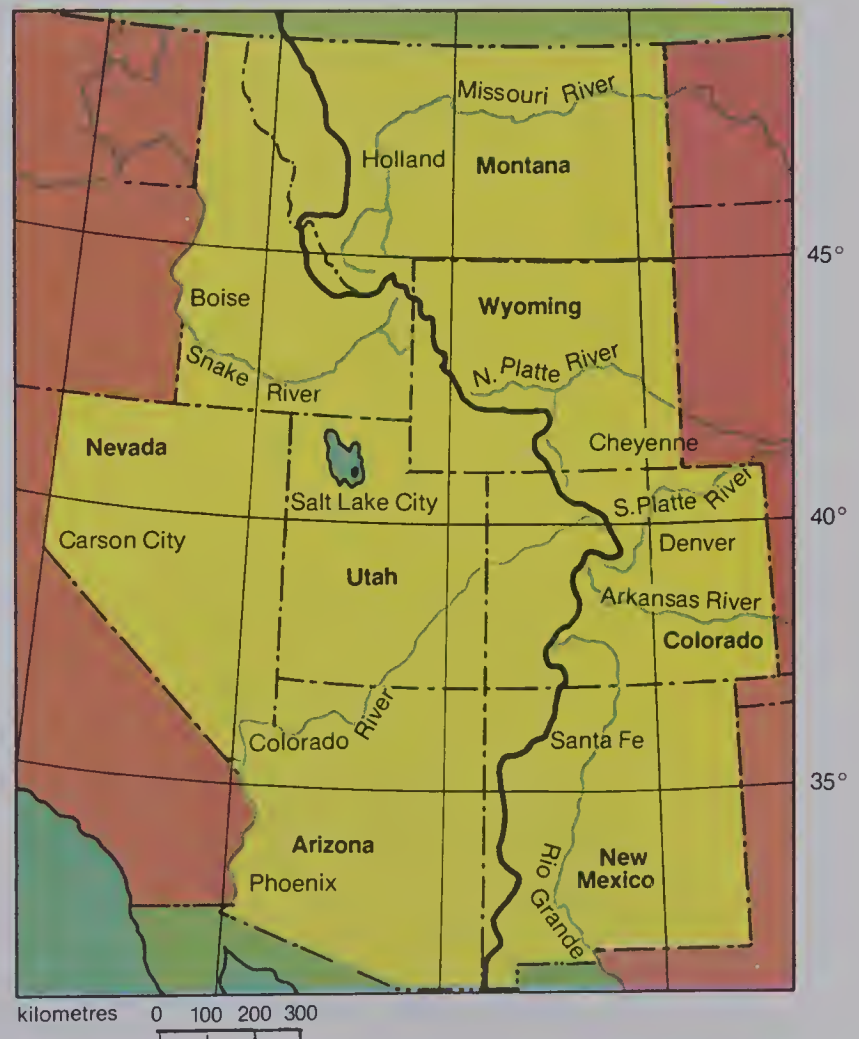 Missouri River
Holland
Montana
45°
Boise
Wyoming
Snake River
N. Platte River
Nevada
Cheyenne
Salt Lake City
S. Platte River
40°
Carson City
Denver
Utah
Arkansas River
Colorado
Colorado River
Santa Fe
35°
Arizona
Phoenix
New
Mexico
Rio Grande
kilometres 0 100 200 300